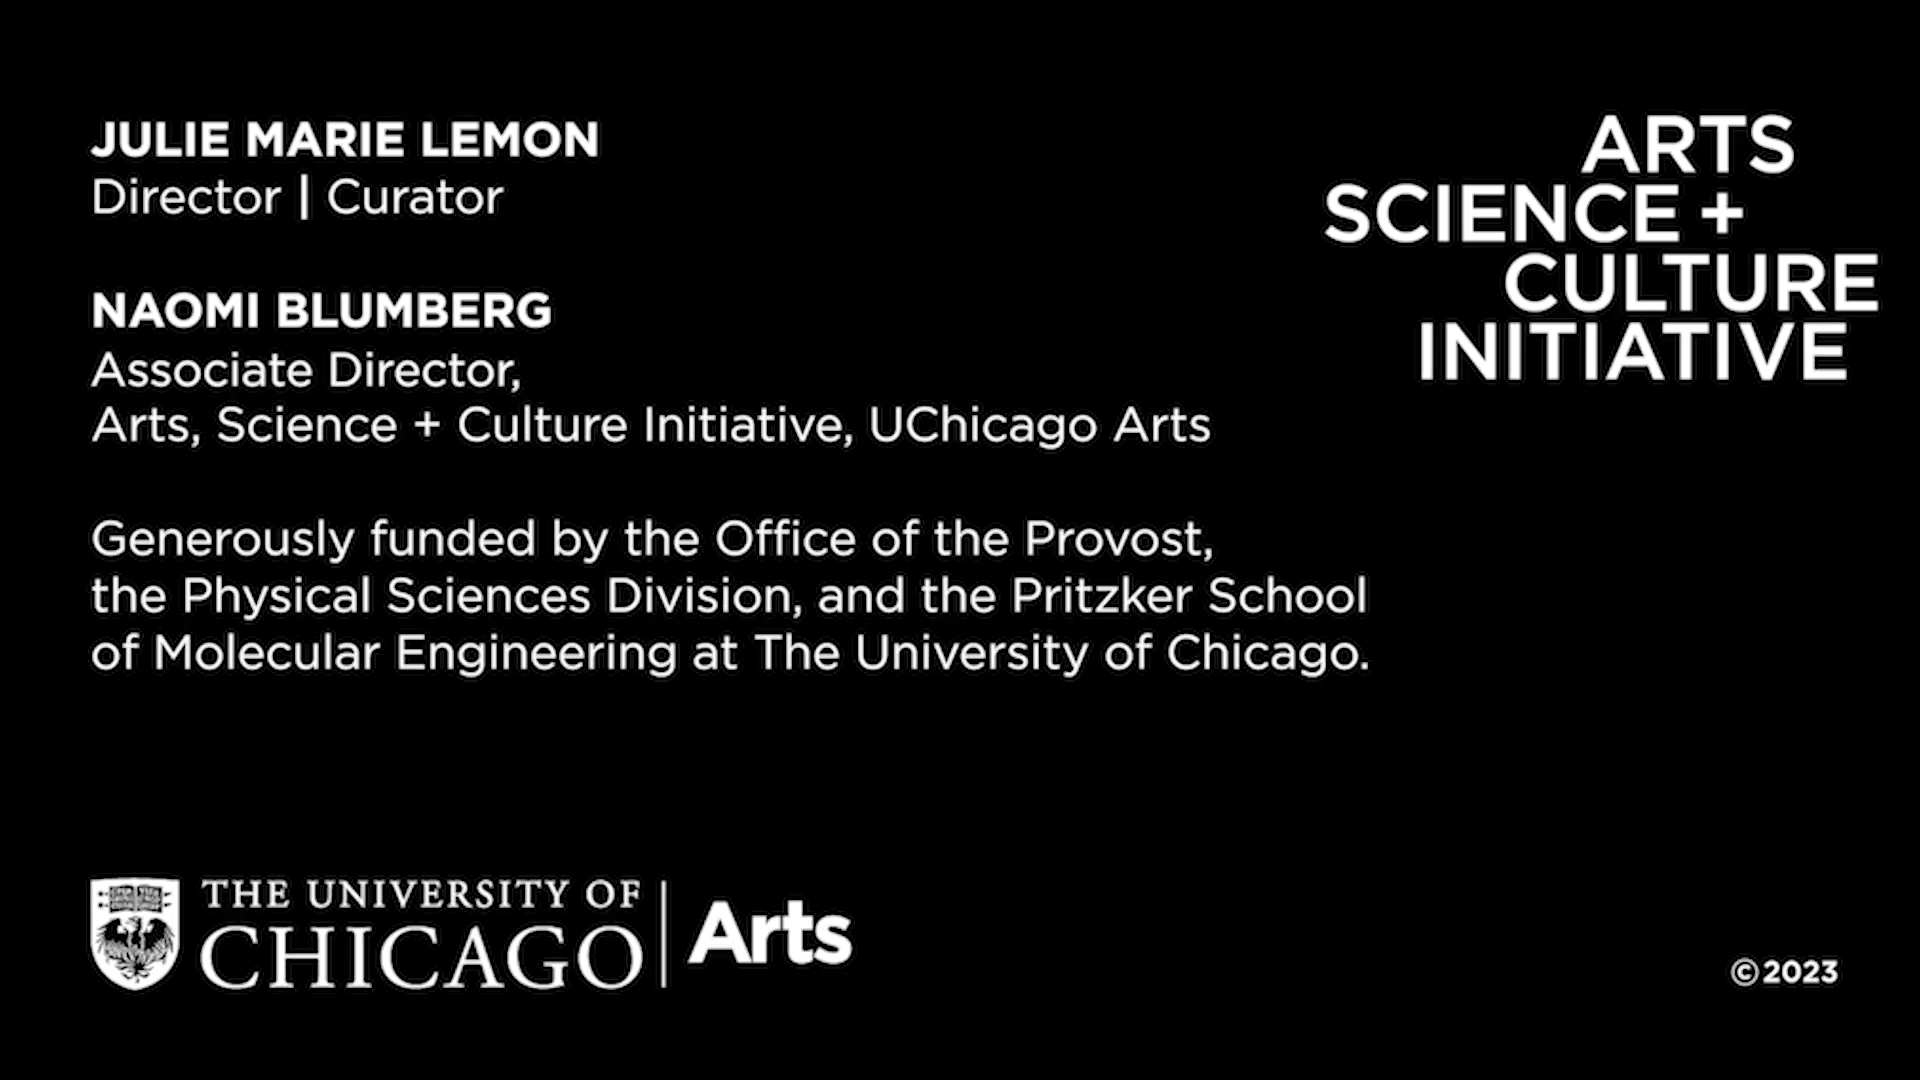 JULIE MARIE LEMON
Director | Curator
NAOMI BLUMBERG
Associate Director,
Arts, Science + Culture Initiative, UChicago Arts
Generously funded by the Office of the Provost,
the Physical Sciences Division, and the Pritzker School
of Molecular Engineering at The University of Chicago.
ARTS
SCIENCE +
CULTURE
INITIATIVE
THE UNIVERSITY OF
CHICAGO
Arts
©2023